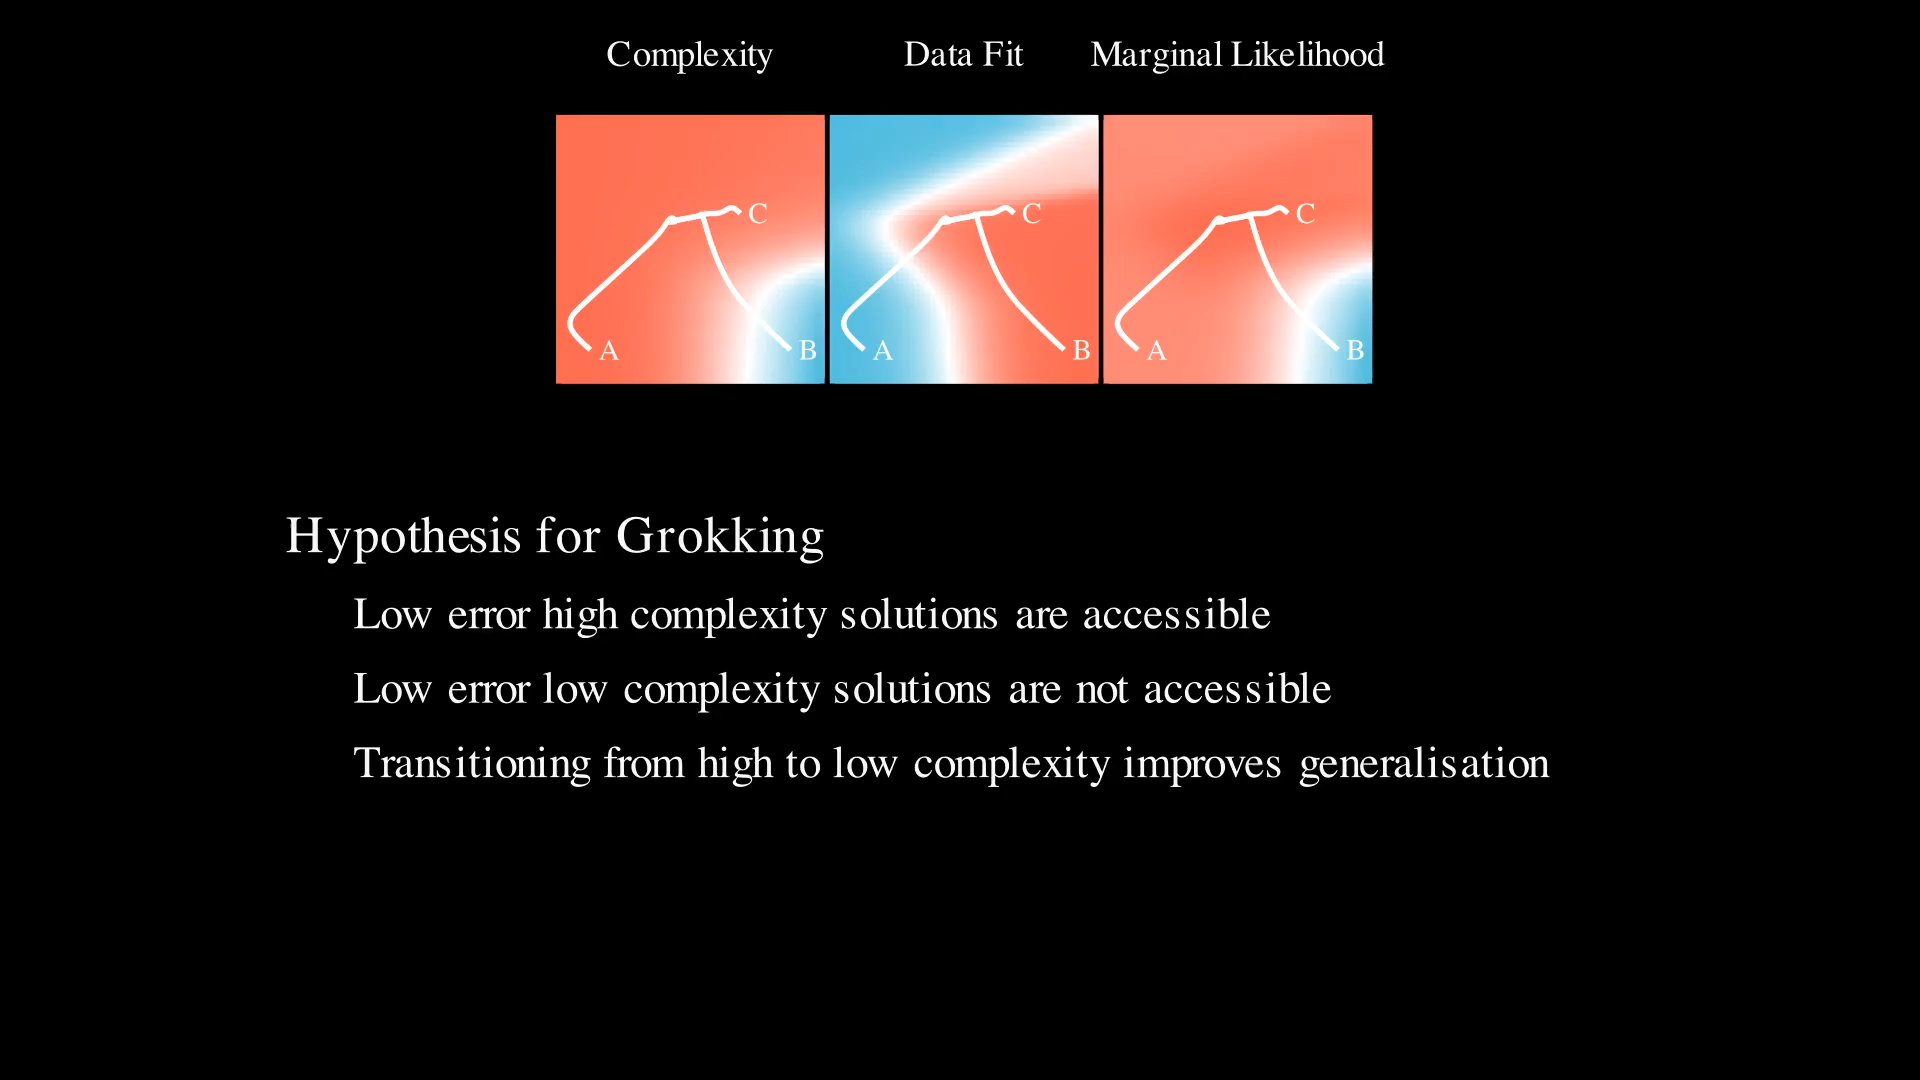 Complexity Data Fit Marginal Likelihood
C C C
A B A B A B
Hypothesis for Grokking
Low error high complexity solutions are accessible
Low error low complexity solutions are not accessible
Transitioning from high to low complexity improves generalisation